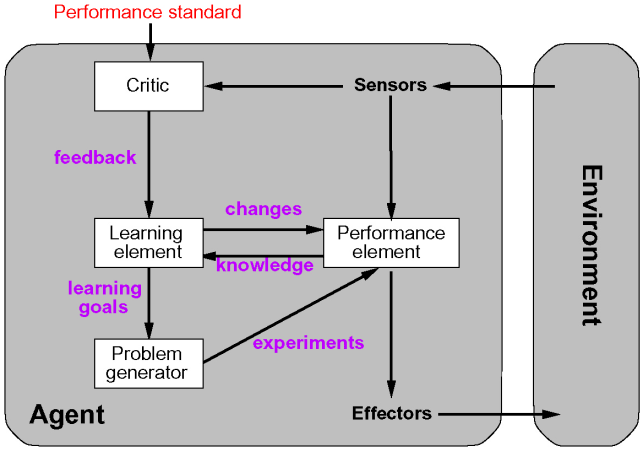 Performance standard
Critic
Sensors
feedback
Environment
changes
Learning
element
Performance
element
knowledge
learning
goals
experiments
Problem
generator
Agent
Effectors